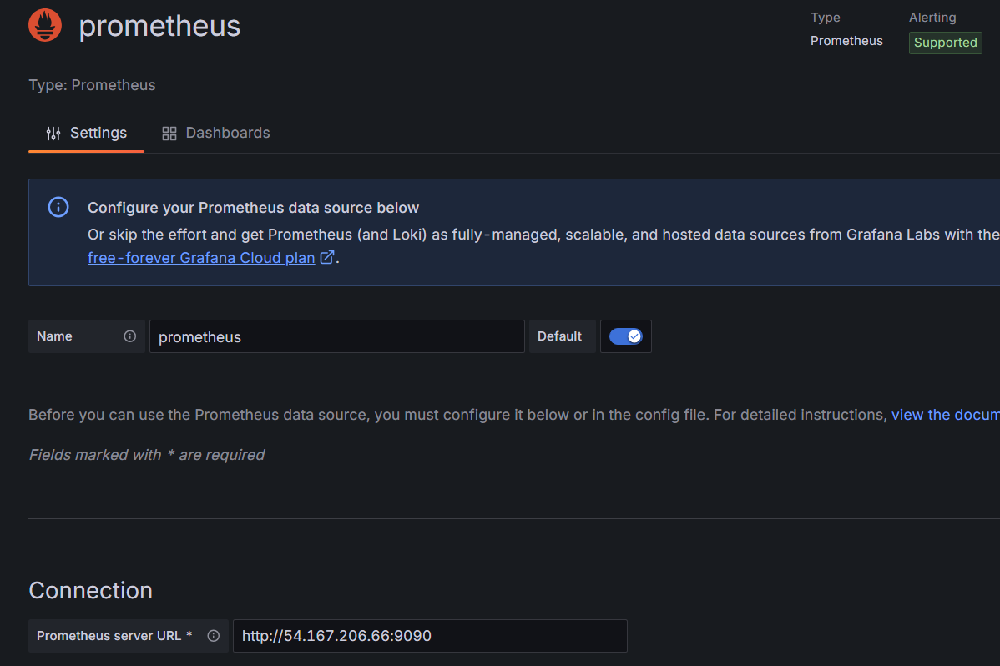 prometheus
Type
Prometheus
Alerting
Supported
Type: Prometheus
Settings
Dashboards
Configure your Prometheus data source below
Or skip the effort and get Prometheus (and Loki) as fully-managed, scalable, and hosted data sources from Grafana Labs with the
free-forever Grafana Cloud plan.
Name
prometheus
Default
Before you can use the Prometheus data source, you must configure it below or in the config file. For detailed instructions, view the docum
Fields marked with * are required
Connection
Prometheus server URL *
http://54.167.206.66:9090